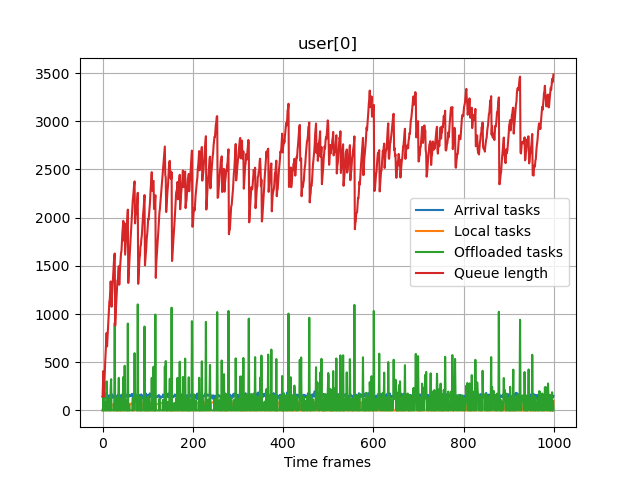 user[0]
3500
3000
2500
2000
1500
1000
500
0
Arrival tasks
Local tasks
Offloaded tasks
Queue length
0 200 400 600 800 1000
Time frames